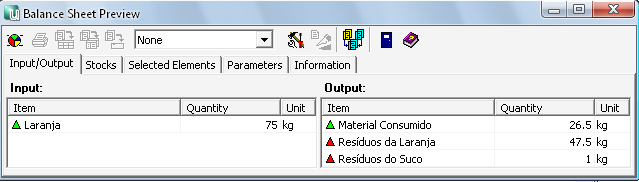 Balance Sheet Preview
None
Input/Output Stocks Selected Elements Parameters Information
Input: Output:
Item Quantity Unit Item Quantity Unit
Laranja 75 kg Material Consumido 26.5 kg
Resíduos da Laranja 47.5 kg
Resíduos do Suco 1 kg